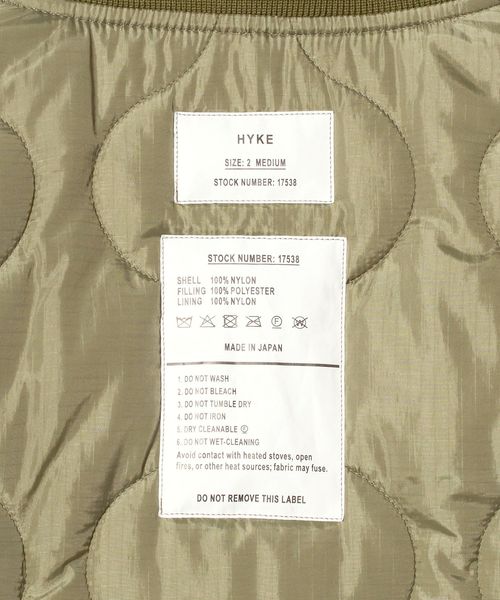 HYKE
SIZE: 2 MEDIUM
STOCK NUMBER: 17538
STOCK NUMBER: 17538
SHELL 100% NYLON
FILLING 100% POLYESTER
LINING 100% NYLON
MADE IN JAPAN
1. DO NOT WASH
2. DO NOT BLEACH
3. DO NOT TUMBLE DRY
4. DO NOT IRON
5. DRY CLEANABLE Ⓕ
6. DO NOT WET-CLEANING
Avoid contact with heated stoves, open
fires, or other heat sources; fabric may fuse.
DO NOT REMOVE THIS LABEL